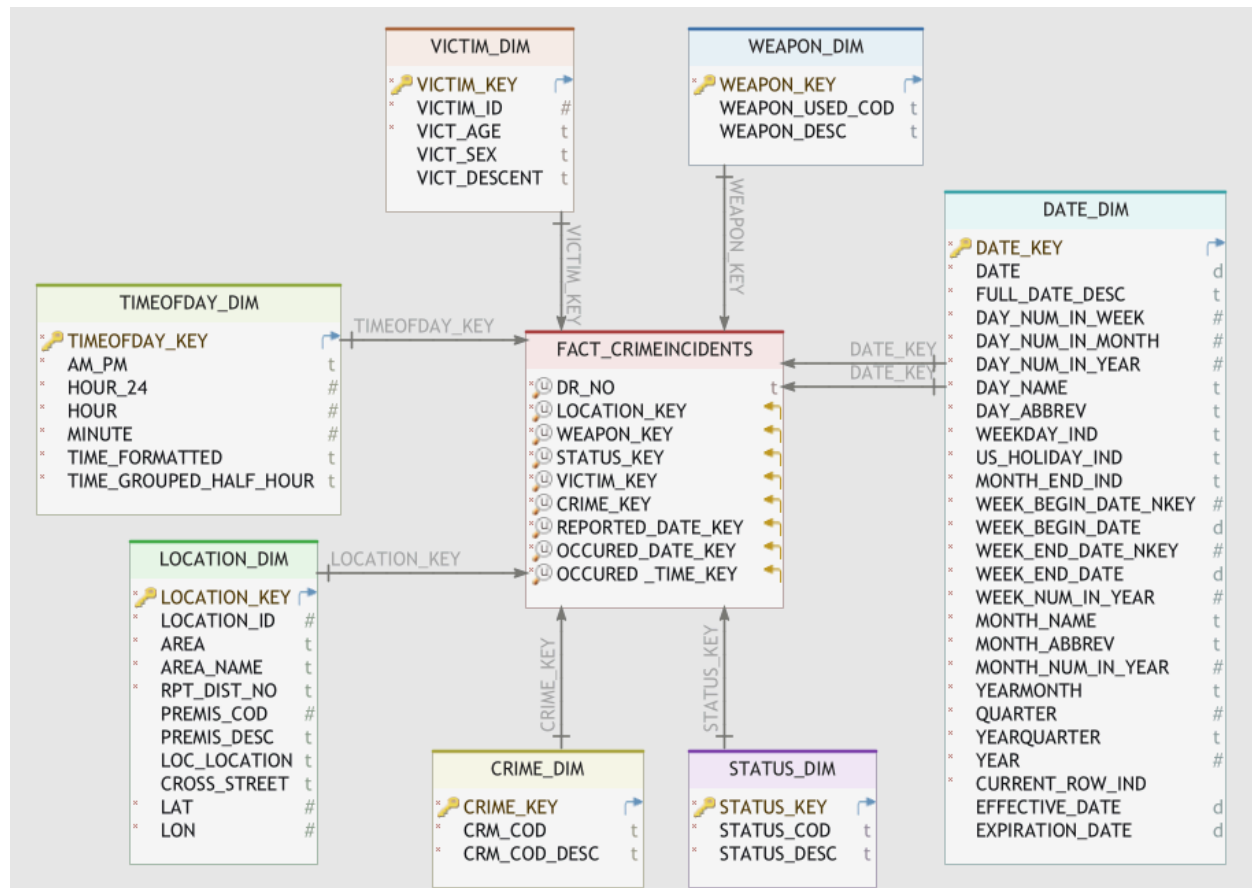 VICTIM_DIM
VICTIM_KEY
VICTIM_ID #
VICT_AGE t
VICT_SEX t
VICT_DESCENT t
WEAPON_DIM
WEAPON_KEY
WEAPON_USED_COD t
WEAPON_DESC t
VICTIM_KEY
WEAPON_KEY
DATE_DIM
DATE_KEY
DATE d
FULL_DATE_DESC t
DAY_NUM_IN_WEEK #
DAY_NUM_IN_MONTH #
DAY_NUM_IN_YEAR #
DAY_NAME t
DAY_ABBREV t
WEEKDAY_IND t
US_HOLIDAY_IND t
MONTH_END_IND t
WEEK_BEGIN_DATE_NKEY #
WEEK_BEGIN_DATE d
WEEK_END_DATE_NKEY #
WEEK_END_DATE d
WEEK_NUM_IN_YEAR #
MONTH_NAME t
MONTH_ABBREV t
MONTH_NUM_IN_YEAR #
YEARMONTH t
QUARTER #
YEARQUARTER t
YEAR #
CURRENT_ROW_IND
EFFECTIVE_DATE d
EXPIRATION_DATE d
TIMEOFDAY_DIM
TIMEOFDAY_KEY
AM_PM t
HOUR_24 #
HOUR #
MINUTE #
TIME_FORMATTED t
TIME_GROUPED_HALF_HOUR t
TIMEOFDAY_KEY
DATE_KEY
DATE_KEY
FACT_CRIMEINCIDENTS
DR_NO t
LOCATION_KEY
WEAPON_KEY
STATUS_KEY
VICTIM_KEY
CRIME_KEY
REPORTED_DATE_KEY
OCCURED_DATE_KEY
OCCURED _TIME_KEY
LOCATION_DIM
LOCATION_KEY
LOCATION_ID #
AREA t
AREA_NAME t
RPT_DIST_NO t
PREMIS_COD #
PREMIS_DESC t
LOC_LOCATION t
CROSS_STREET t
LAT #
LON #
LOCATION_KEY
CRIME_KEY
STATUS_KEY
CRIME_DIM
CRIME_KEY
CRM_COD t
CRM_COD_DESC t
STATUS_DIM
STATUS_KEY
STATUS_COD t
STATUS_DESC t